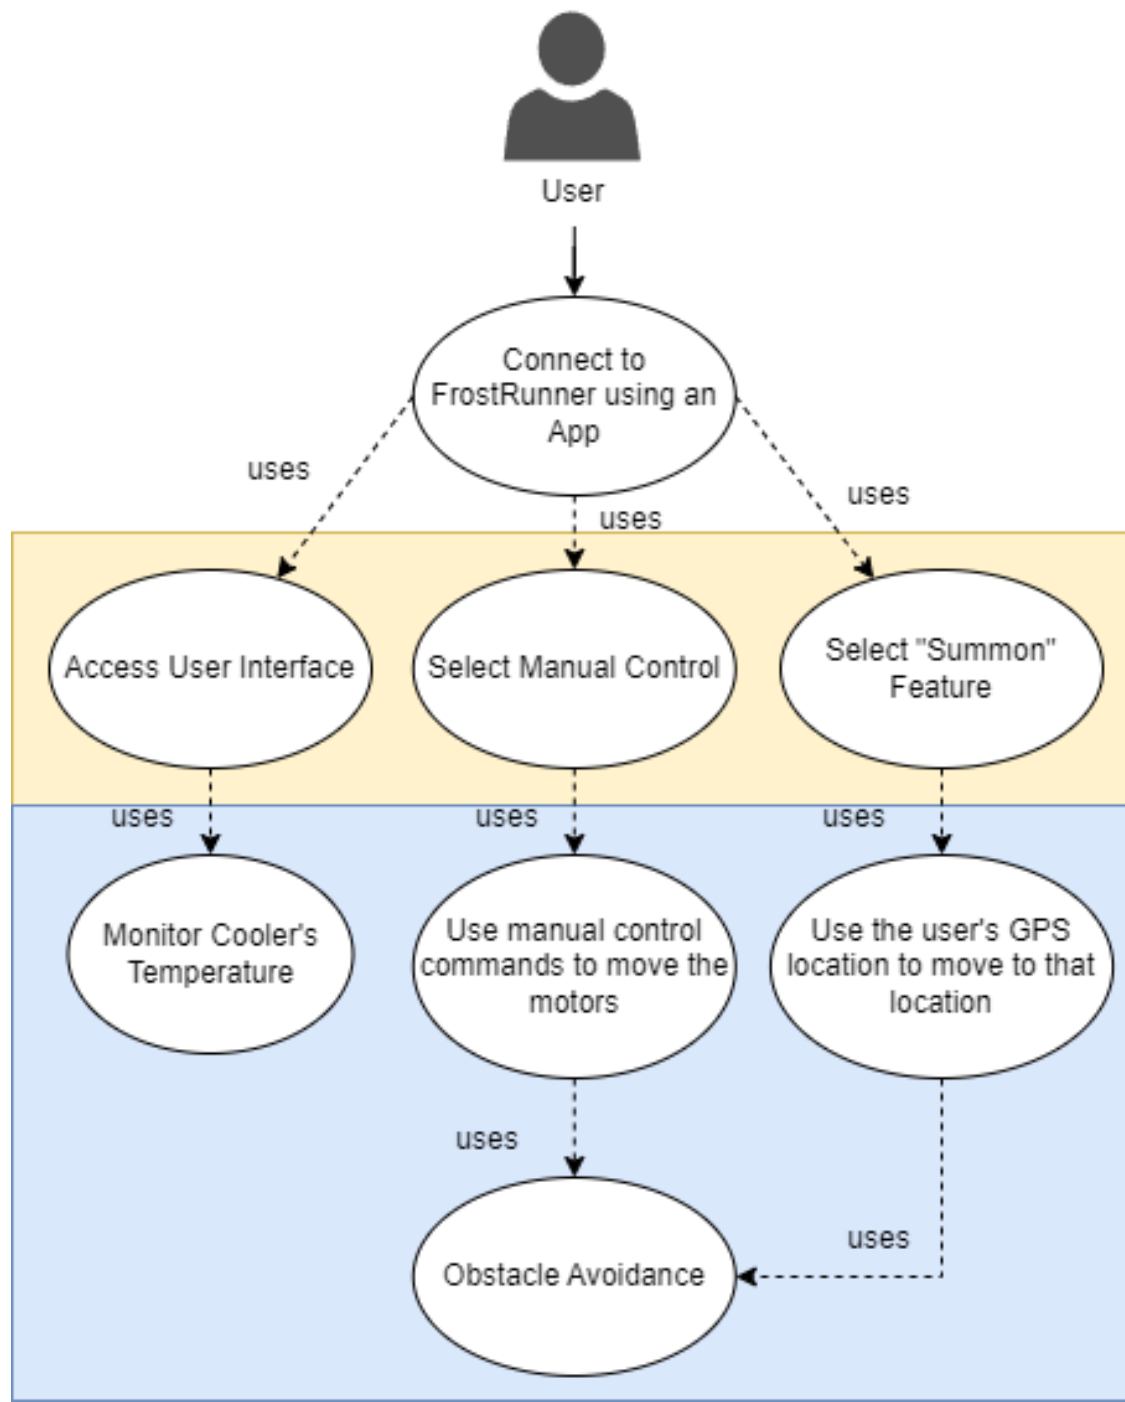 User
Connect to
FrostRunner using an
App
uses
uses
uses
Access User Interface
Select Manual Control
Select "Summon"
Feature
uses
uses
uses
Monitor Cooler's
Temperature
Use manual control
commands to move the
motors
Use the user's GPS
location to move to that
location
uses
uses
Obstacle Avoidance